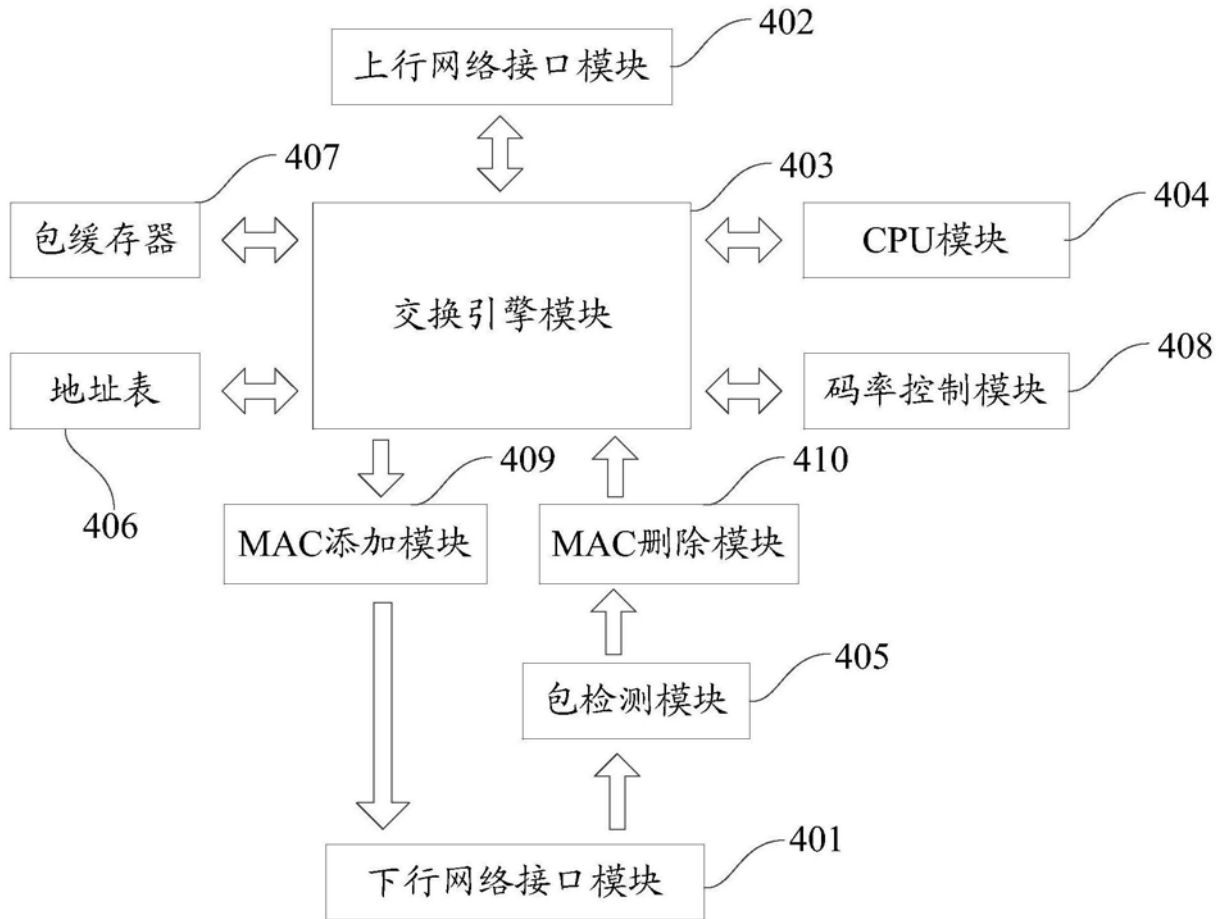 402
上行网络接口模块
407
403
404
包缓存器
CPU模块
交换引擎模块
408
地址表
码率控制模块
409
410
406
MAC添加模块
MAC删除模块
405
包检测模块
401
下行网络接口模块